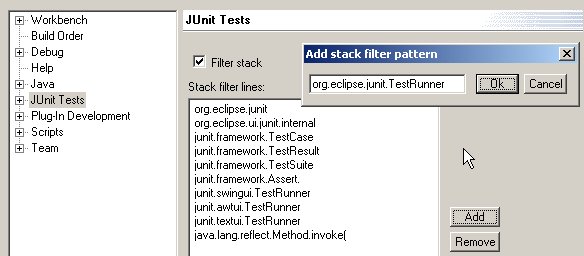 Workbench
Build Order
Debug
Help
Java
JUnit Tests
Plug-In Development
Scripts
Team
JUnit Tests
Filter stack
Stack filter lines:
org.eclipse.junit
org.eclipse.ui.junit.internal
junit.framework.TestCase
junit.framework.TestResult
junit.framework.TestSuite
junit.framework.Assert.
junit.swingui.TestRunner
junit.awtui.TestRunner
junit.textui.TestRunner
java.lang.reflect.Method.invoke(
Add stack filter pattern
org.eclipse.junit.TestRunner
Ok
Cancel
Add
Remove